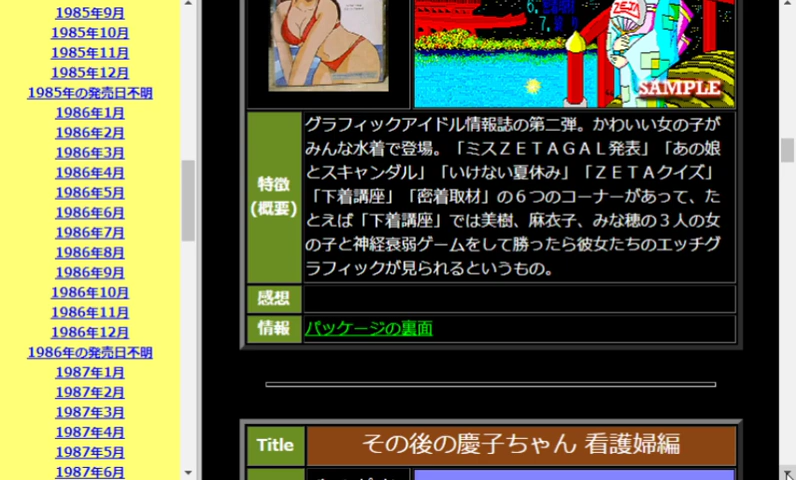 1985年9月
1985年10月
1985年11月
1985年12月
1985年の発売日不明
1986年1月
1986年2月
1986年3月
1986年4月
1986年5月
1986年6月
1986年7月
1986年8月
1986年9月
1986年10月
1986年11月
1986年12月
1986年の発売日不明
1987年1月
1987年2月
1987年3月
1987年4月
1987年5月
1987年6月
ZETA
SAMPLE
特徴
(概要)
グラフィックアイドル情報誌の第二弾。かわいい女の子が
みんな水着で登場。「ミスＺＥＴＡＧＡＬ発表」「あの娘
とスキャンダル」「いけない夏休み」「ＺＥＴＡクイズ」
「下着講座」「密着取材」の６つのコーナーがあって、た
とえば「下着講座」では美樹、麻衣子、みな穂の３人の女
の子と神経衰弱ゲームをして勝ったら彼女たちのエッチグ
ラフィックが見られるというもの。
感想
情報
パッケージの裏面
Title
その後の慶子ちゃん 看護婦編